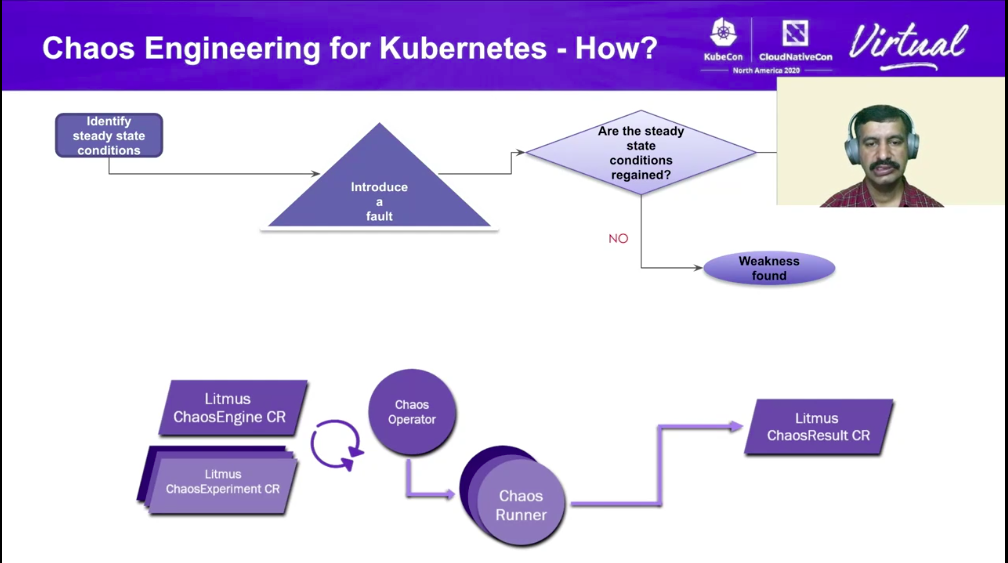 Chaos Engineering for Kubernetes - How?
KubeCon
CloudNativeCon
North America 2020
Virtual
Identify
steady state
conditions
Introduce
a
fault
Are the steady
state
conditions
regained?
NO
Weakness
found
Litmus
ChaosEngine CR
Litmus
ChaosExperiment CR
Chaos
Operator
Chaos
Runner
Litmus
ChaosResult CR